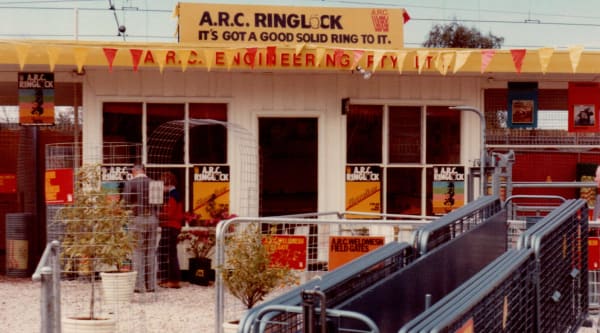 A.R.C. RINGLOCK
IT'S GOT A GOOD SOLID RING TO IT.
A.R.C. ENGINEERING PTY LTD
A.R.C.
RINGLOCK
A.R.C.
RINGLOCK
A.R.C.
RINGLOCK
A.R.C.
RINGLOCK
A.R.C. WELDMESH
FIELD GATES